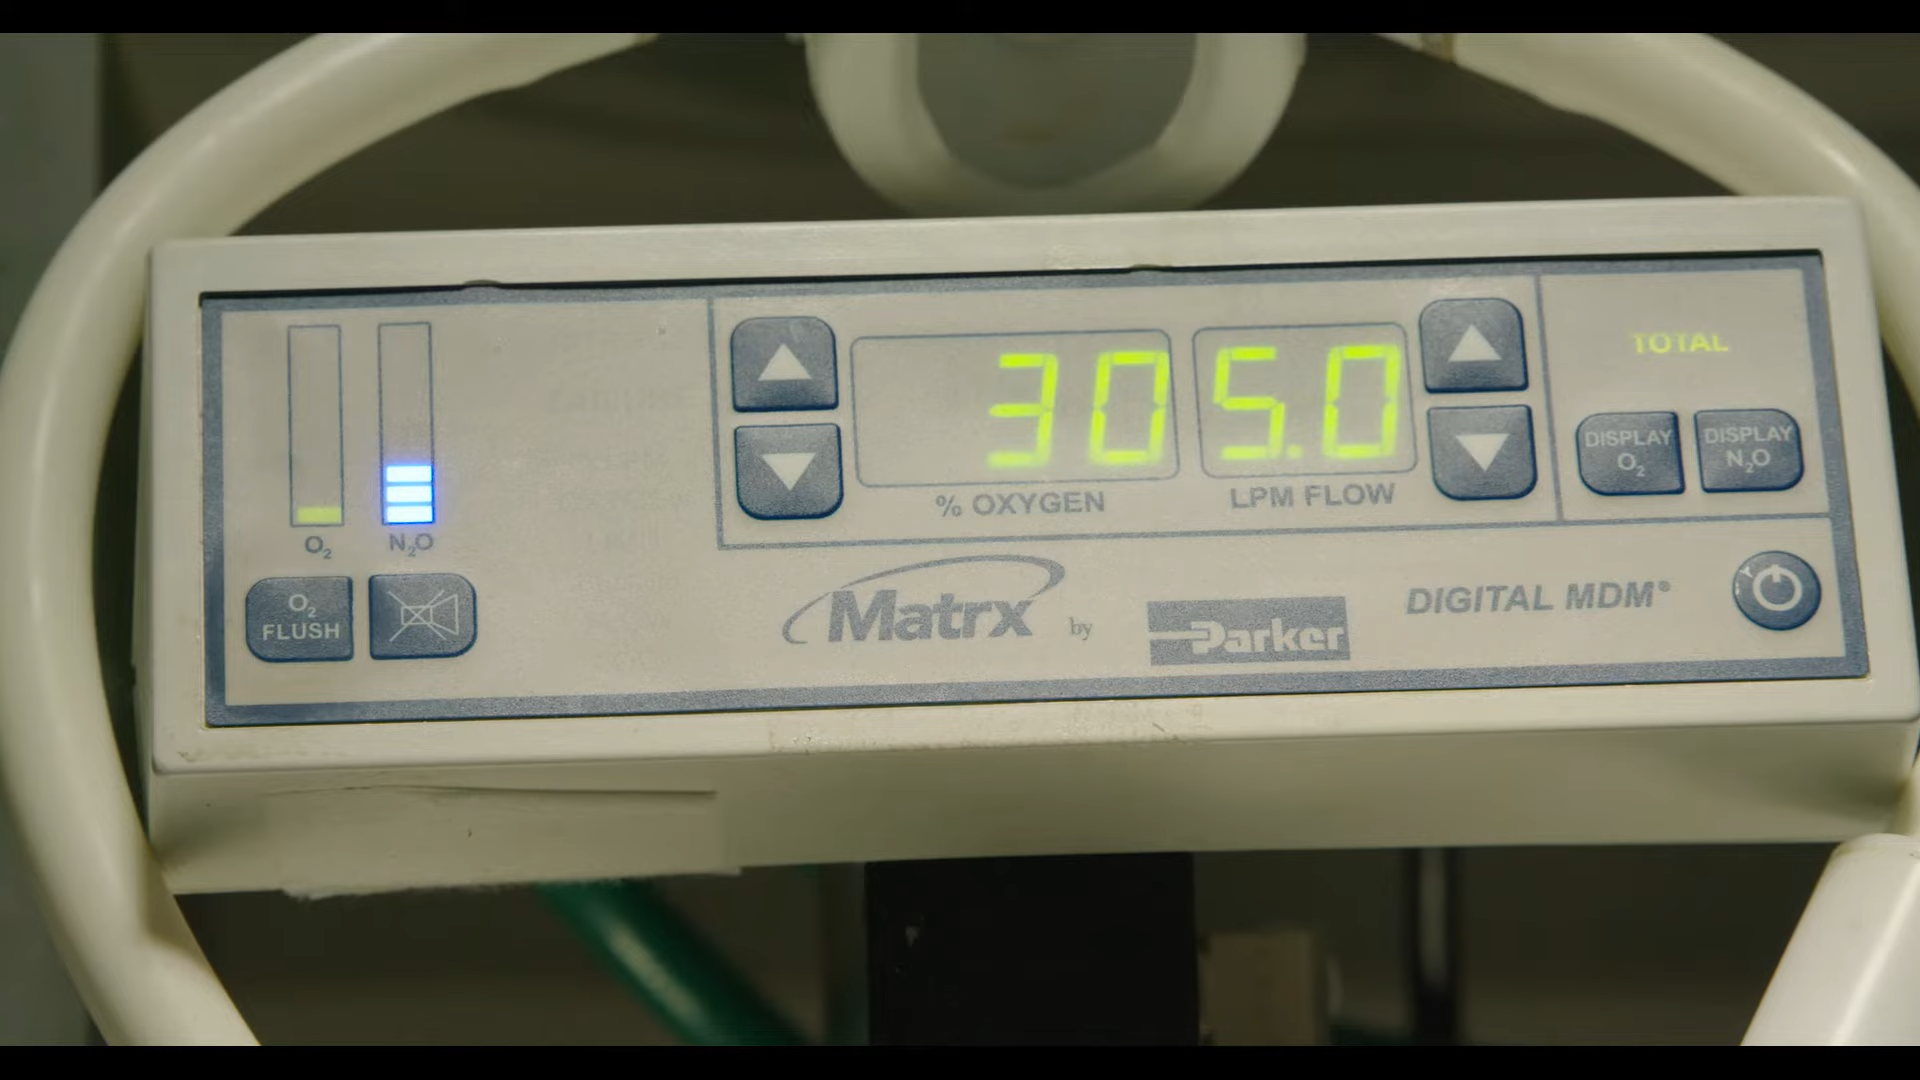 30 5.0
TOTAL
% OXYGEN LPM FLOW
DISPLAY O₂
DISPLAY N₂O
O₂ N₂O
O₂ FLUSH
Matrx by Parker
DIGITAL MDM®